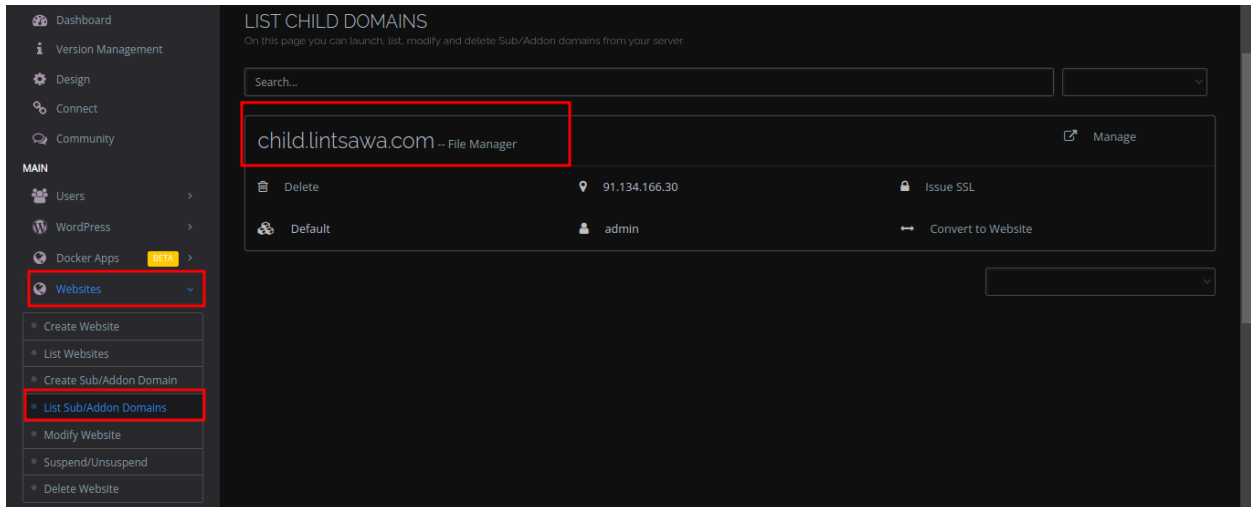 Dashboard
Version Management
Design
Connect
Community
MAIN
Users
WordPress
Docker Apps BETA
Websites
Create Website
List Websites
Create Sub/Addon Domain
List Sub/Addon Domains
Modify Website
Suspend/Unsuspend
Delete Website
LIST CHILD DOMAINS
On this page you can launch, list, modify and delete Sub/Addon domains from your server.
Search...
child.lintsawa.com -- File Manager
Manage
Delete 91.134.166.30 Issue SSL
Default admin Convert to Website